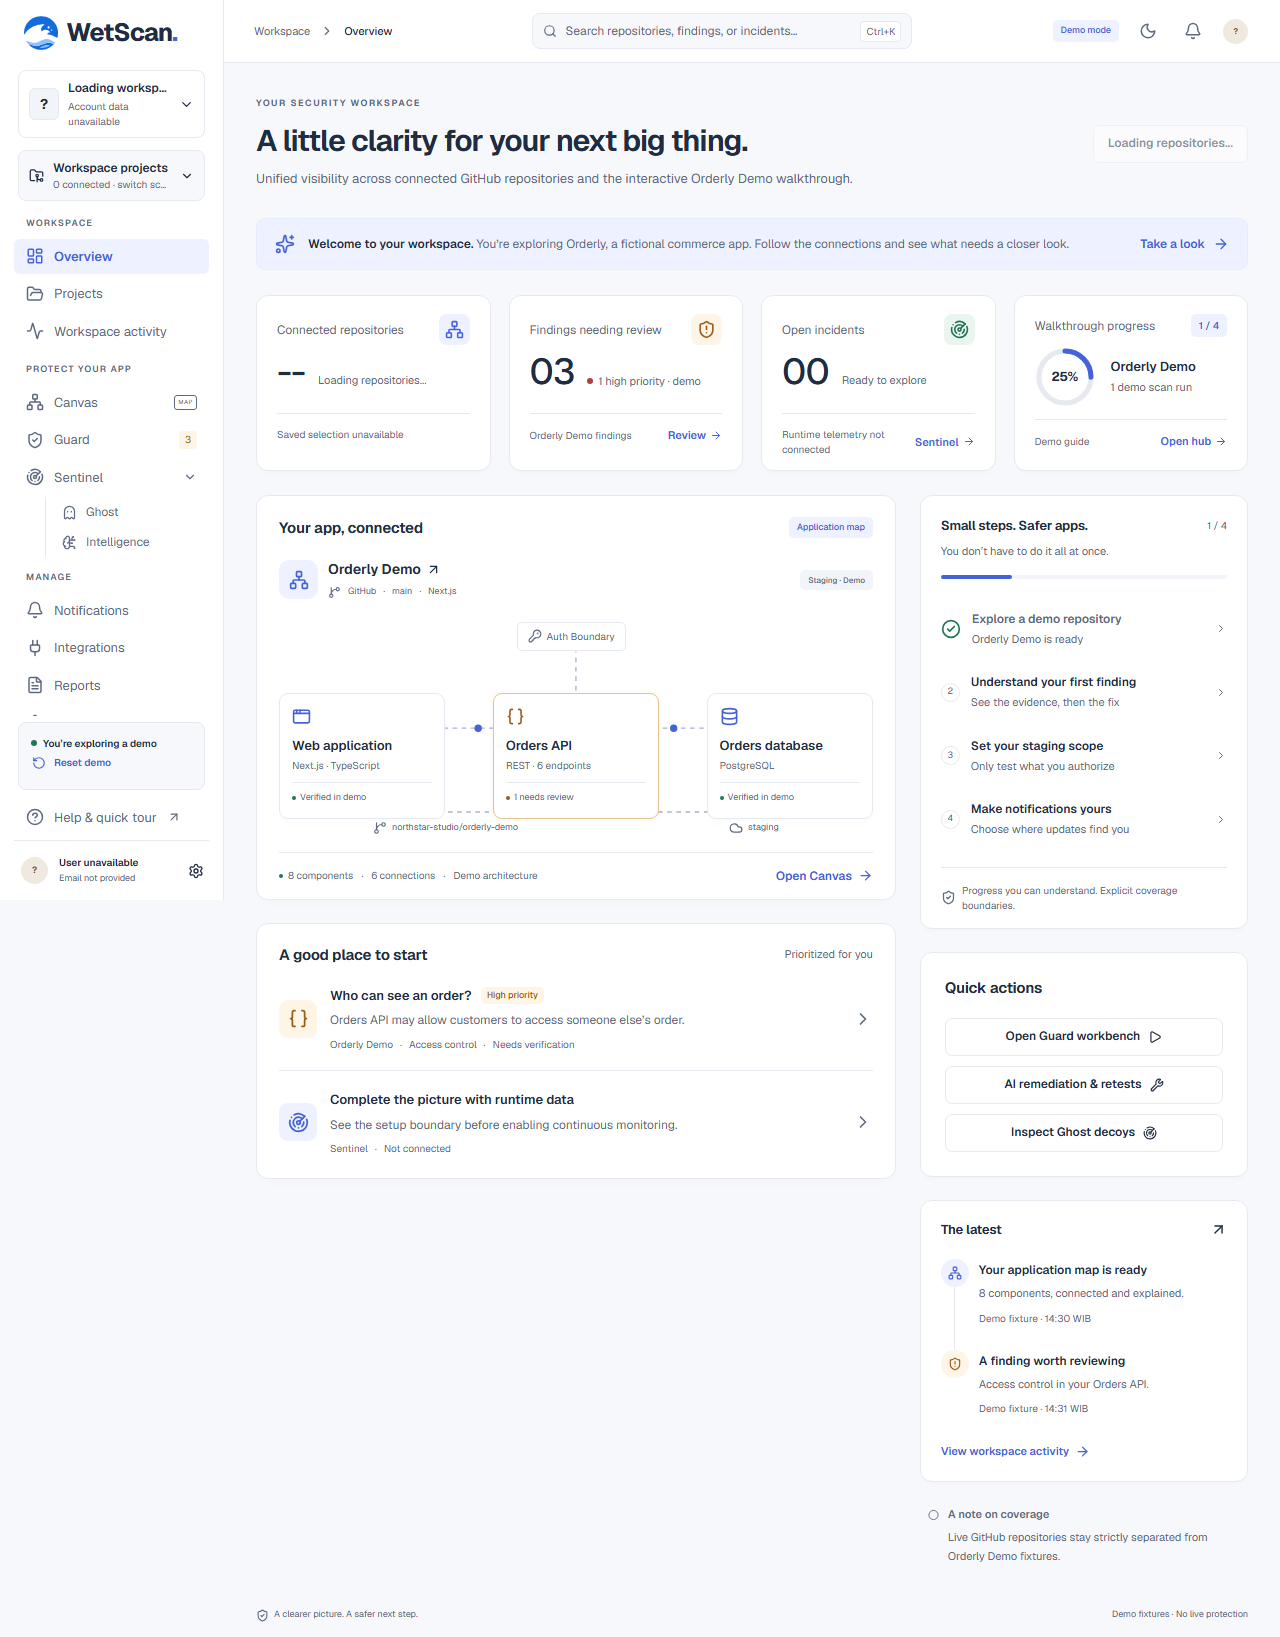 WetScan.
?
Loading worksp...
Account data
unavailable
Workspace projects
0 connected · switch sc...
WORKSPACE
Overview
Projects
Workspace activity
PROTECT YOUR APP
Canvas
MAP
Guard
3
Sentinel
Ghost
Intelligence
MANAGE
Notifications
Integrations
Reports
You're exploring a demo
Reset demo
Help & quick tour
?
User unavailable
Email not provided
Workspace
Overview
Search repositories, findings, or incidents...
Ctrl+K
Demo mode
?
YOUR SECURITY WORKSPACE
A little clarity for your next big thing.
Unified visibility across connected GitHub repositories and the interactive Orderly Demo walkthrough.
Loading repositories...
Welcome to your workspace. You're exploring Orderly, a fictional commerce app. Follow the connections and see what needs a closer look.
Take a look
Connected repositories
--
Loading repositories...
Saved selection unavailable
Findings needing review
03
1 high priority · demo
Orderly Demo findings
Review
Open incidents
00
Ready to explore
Runtime telemetry not
connected
Sentinel
Walkthrough progress
1 / 4
25%
Orderly Demo
1 demo scan run
Demo guide
Open hub
Your app, connected
Application map
Orderly Demo
GitHub · main · Next.js
Staging · Demo
Auth Boundary
Web application
Next.js · TypeScript
Verified in demo
Orders API
REST · 6 endpoints
1 needs review
Orders database
PostgreSQL
Verified in demo
northstar-studio/orderly-demo
staging
8 components · 6 connections · Demo architecture
Open Canvas
A good place to start
Prioritized for you
Who can see an order?
High priority
Orders API may allow customers to access someone else's order.
Orderly Demo · Access control · Needs verification
Complete the picture with runtime data
See the setup boundary before enabling continuous monitoring.
Sentinel · Not connected
Small steps. Safer apps.
1 / 4
You don't have to do it all at once.
Explore a demo repository
Orderly Demo is ready
2
Understand your first finding
See the evidence, then the fix
3
Set your staging scope
Only test what you authorize
4
Make notifications yours
Choose where updates find you
Progress you can understand. Explicit coverage
boundaries.
Quick actions
Open Guard workbench
AI remediation & retests
Inspect Ghost decoys
The latest
Your application map is ready
8 components, connected and explained.
Demo fixture · 14:30 WIB
A finding worth reviewing
Access control in your Orders API.
Demo fixture · 14:31 WIB
View workspace activity
A note on coverage
Live GitHub repositories stay strictly separated from
Orderly Demo fixtures.
A clearer picture. A safer next step.
Demo fixtures · No live protection